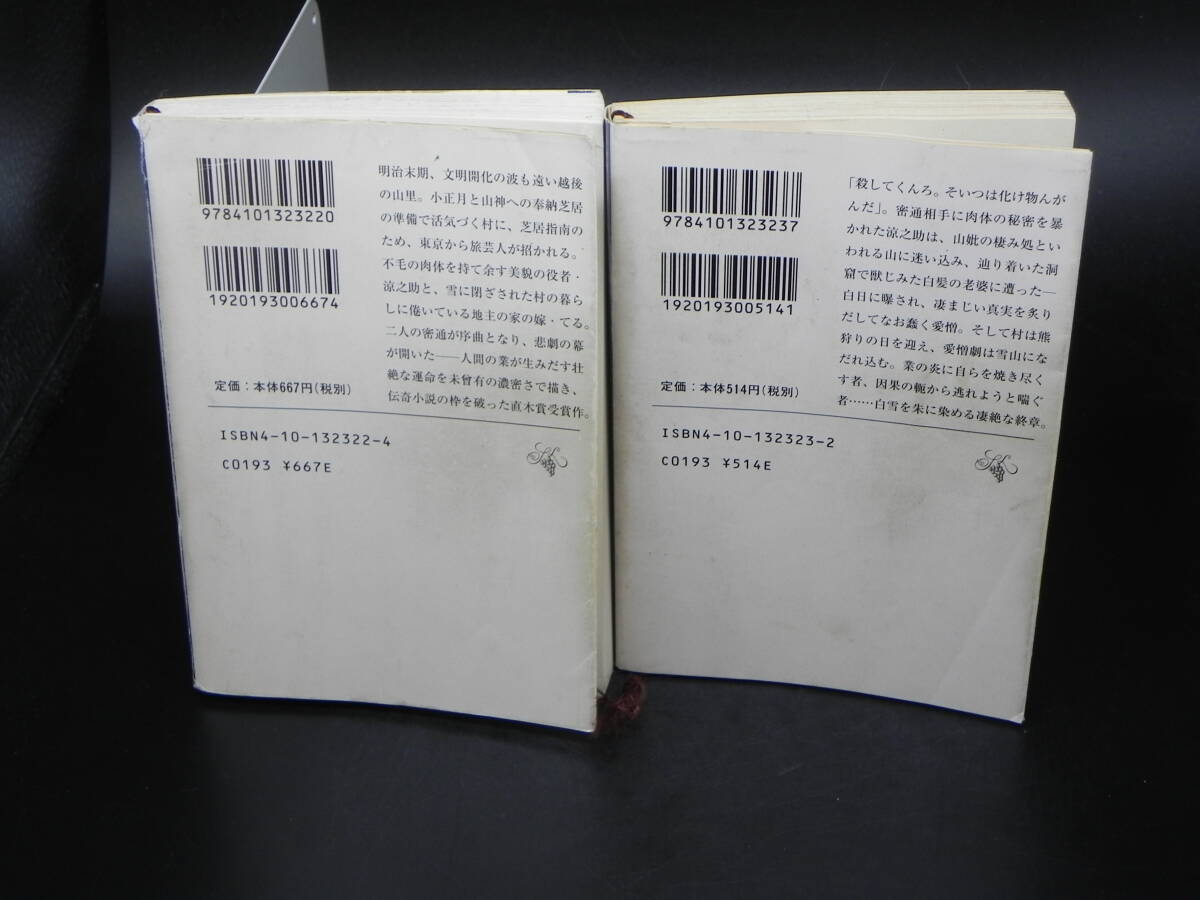 9784101323220
1920193006674
定価：本体667円(税別)
明治末期、文明開化の波も遠い越後
の山里。小正月と山神への奉納芝居
の準備で活気づく村に、芝居指南の
ため、東京から旅芸人が招かれる。
不毛の肉体を持て余す美貌の役者・
涼之助と、雪に閉ざされた村の暮ら
しに倦いている地主の家の嫁・てる。
二人の密通が序曲となり、悲劇の幕
が開いた——人間の業が生みだす壮
絶な運命を未曾有の濃密さで描き、
伝奇小説の枠を破った直木賞受賞作。
ISBN4-10-132322-4
C0193 ¥667E
9784101323237
1920193005141
定価：本体514円(税別)
「殺してくんろ。そいつは化け物んが
んだ」。密通相手に肉体の秘密を暴
かれた涼之助は、山妣の棲み処とい
われる山に迷い込み、辿り着いた洞
窟で獣じみた白髪の老婆に遭った—
白日に曝され、凄まじい真実を炙り
だしてなお蠢く愛憎。そして村は熊
狩りの日を迎え、愛憎劇は雪山にな
だれ込む。業の炎に自らを焼き尽く
す者、因果の軛から逃れようと喘ぐ
者……白雪を朱に染める凄絶な終章。
ISBN4-10-132323-2
C0193 ¥514E